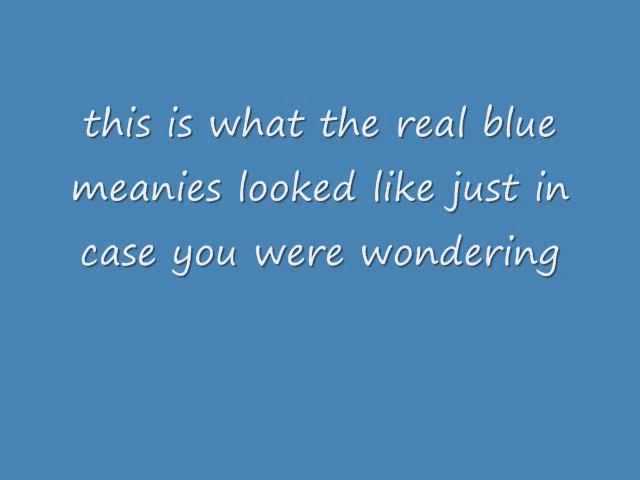 this is what the real blue
meanies looked like just in
case you were wondering